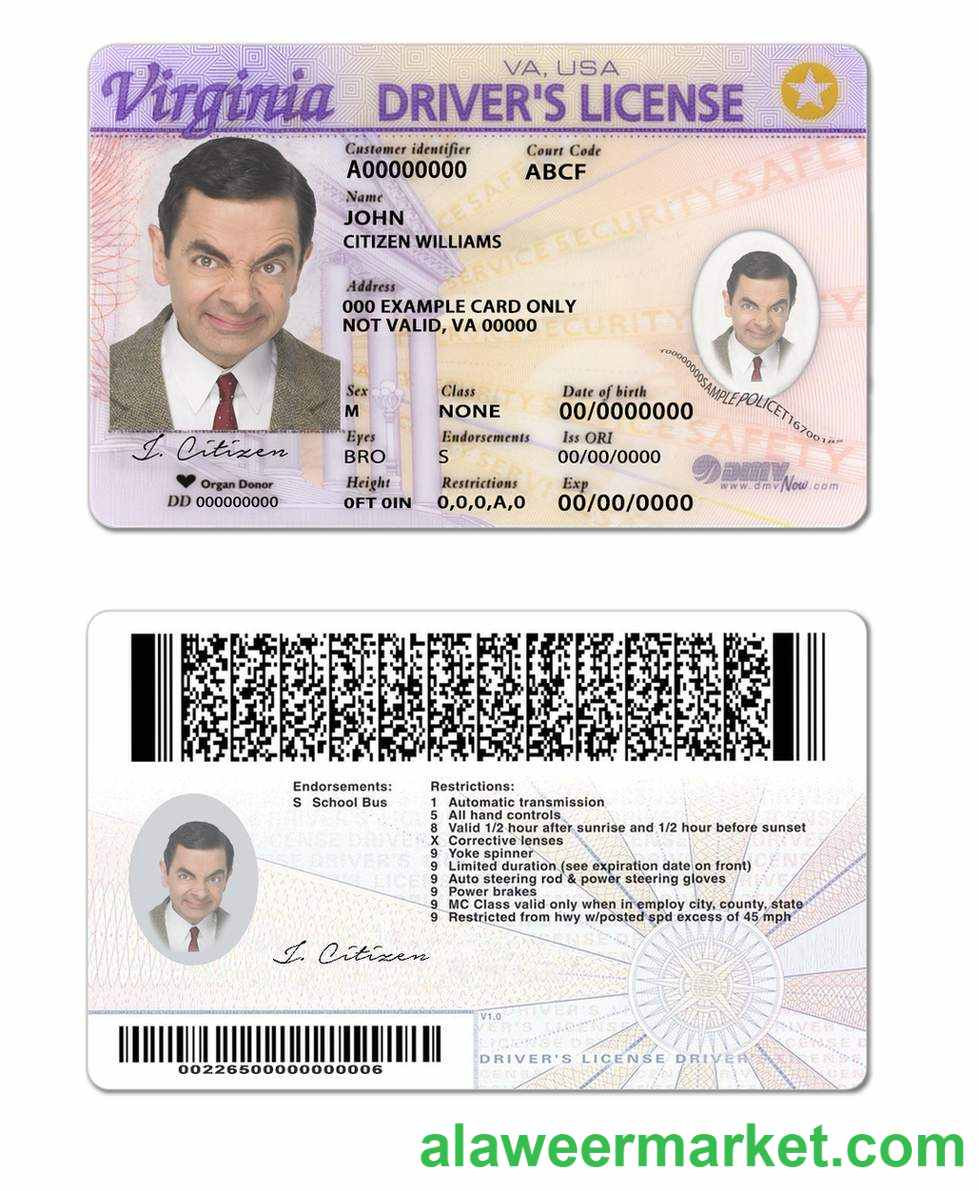 Virginia
VA, USA
DRIVER'S LICENSE
Customer identifier Court Code
A00000000 ABCF
Name
JOHN
CITIZEN WILLIAMS
Address
000 EXAMPLE CARD ONLY
NOT VALID, VA 00000
Sex Class Date of birth
M NONE 00/0000000
Eyes Endorsements Iss ORI
BRO S 00/00/0000
Height Restrictions Exp
0FT 0IN 0,0,0,A,0 00/00/0000
J. Citizen
Organ Donor
DD 000000000
SAMPLE POLICE
DMV
www.dmvNow.com
SERVICE SECURITY SAFETY
Endorsements:
S School Bus
Restrictions:
1 Automatic transmission
5 All hand controls
8 Valid 1/2 hour after sunrise and 1/2 hour before sunset
X Corrective lenses
9 Yoke spinner
9 Limited duration (see expiration date on front)
9 Auto steering rod & power steering gloves
9 Power brakes
9 MC Class valid only when in employ city, county, state
9 Restricted from hwy w/posted spd excess of 45 mph
J. Citizen
V1.0
DRIVER'S LICENSE DRIVER
00226500000000006
alaweermarket.com